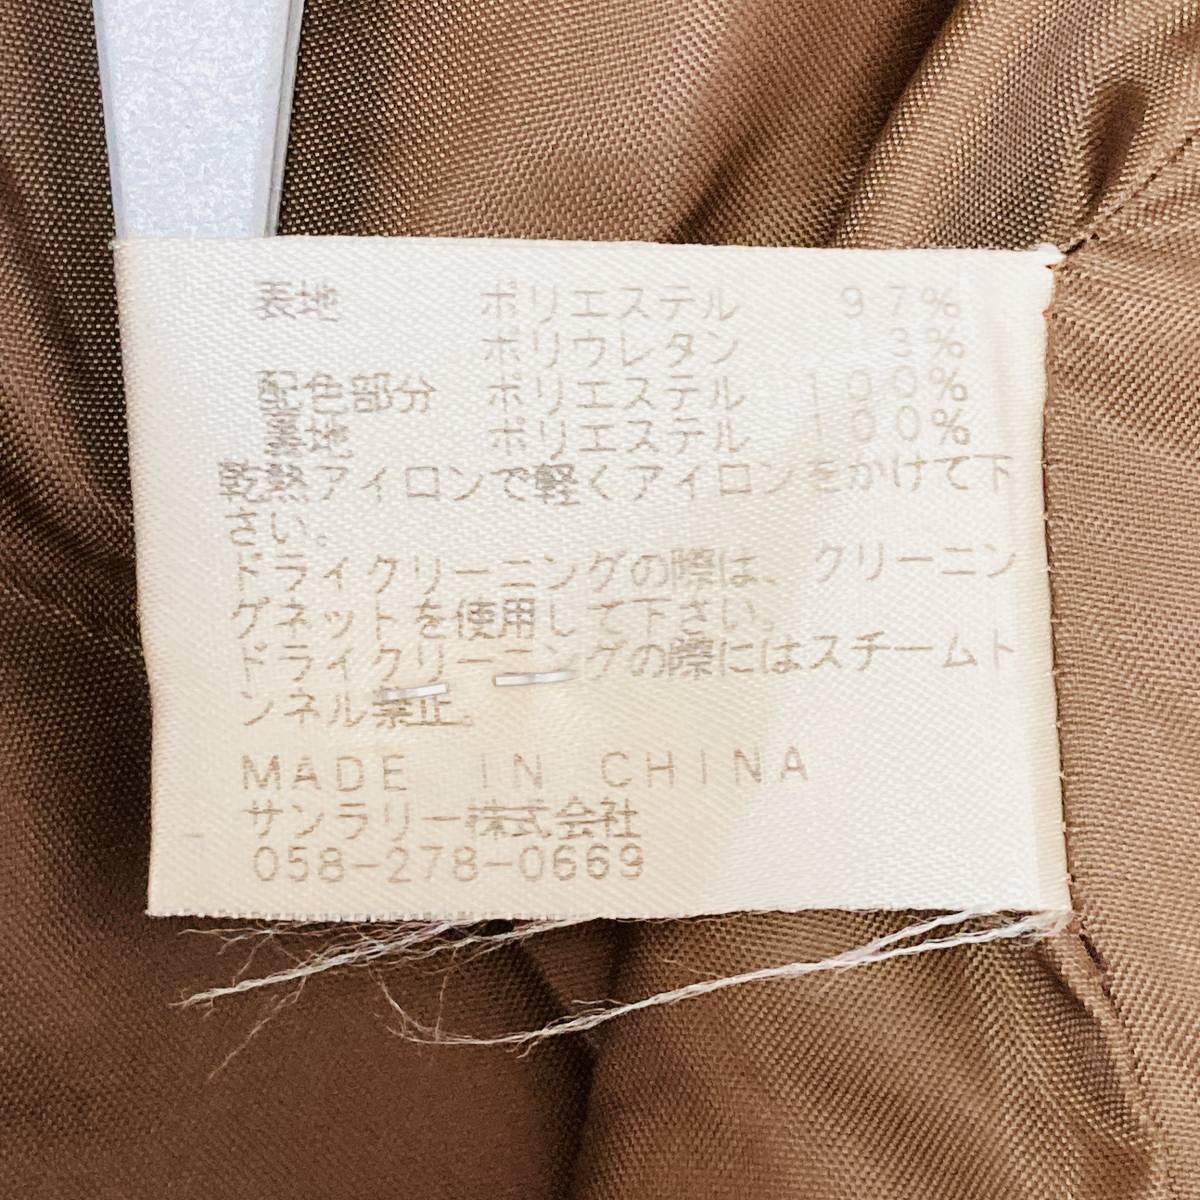 表地 ポリエステル 97%
ポリウレタン 3%
配色部分 ポリエステル 100%
裏地 ポリエステル 100%
乾熱アイロンで軽くアイロンをかけて下
さい。
ドライクリーニングの際は、クリーニン
グネットを使用して下さい。
ドライクリーニングの際にはスチームト
ンネル禁止。
MADE IN CHINA
サンラリー株式会社
058-278-0669